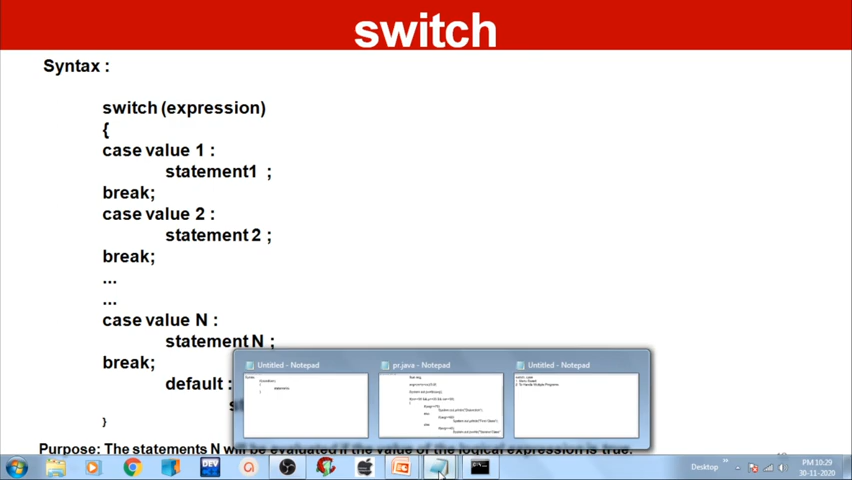 switch
Syntax :
switch (expression)
{
case value 1 :
statement1 ;
break;
case value 2 :
statement 2 ;
break;
...
...
case value N :
statement N ;
break;
default :
}
Purpose: The statements N will be evaluated if the value of the logical expression is true.
Untitled - Notepad
pr.java - Notepad
Untitled - Notepad
DEV
Desktop
PM 10:29
30-11-2020